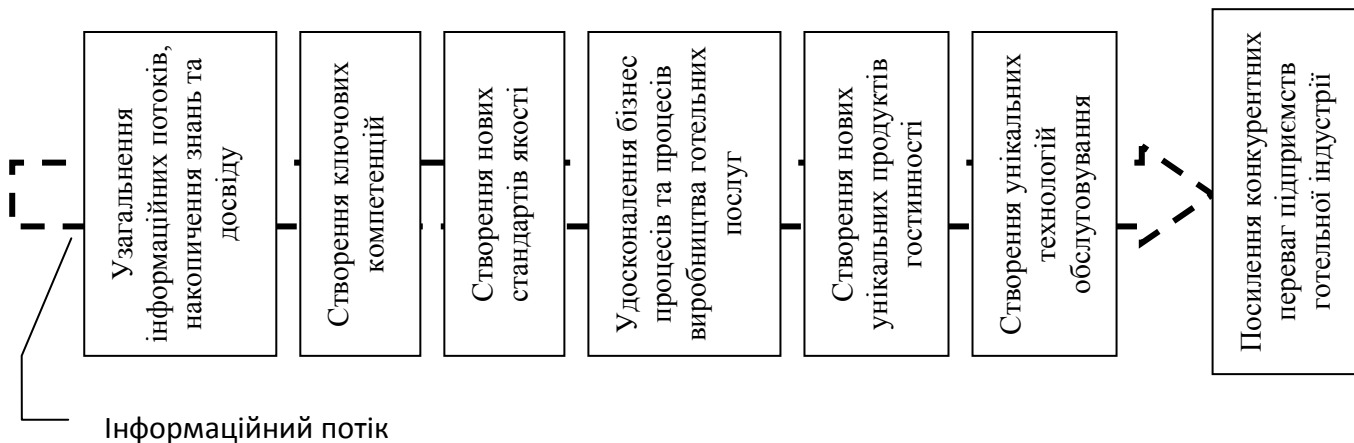 Узагальнення
інформаційних потоків,
накопичення знань та
досвіду
Створення ключових
компетенцій
Створення нових
стандартів якості
Удосконалення бізнес
процесів та процесів
виробництва готельних
послуг
Створення нових
унікальних продуктів
гостинності
Створення унікальних
технологій
обслуговування
Посилення конкурентних
переваг підприємств
готельної індустрії
Інформаційний потік